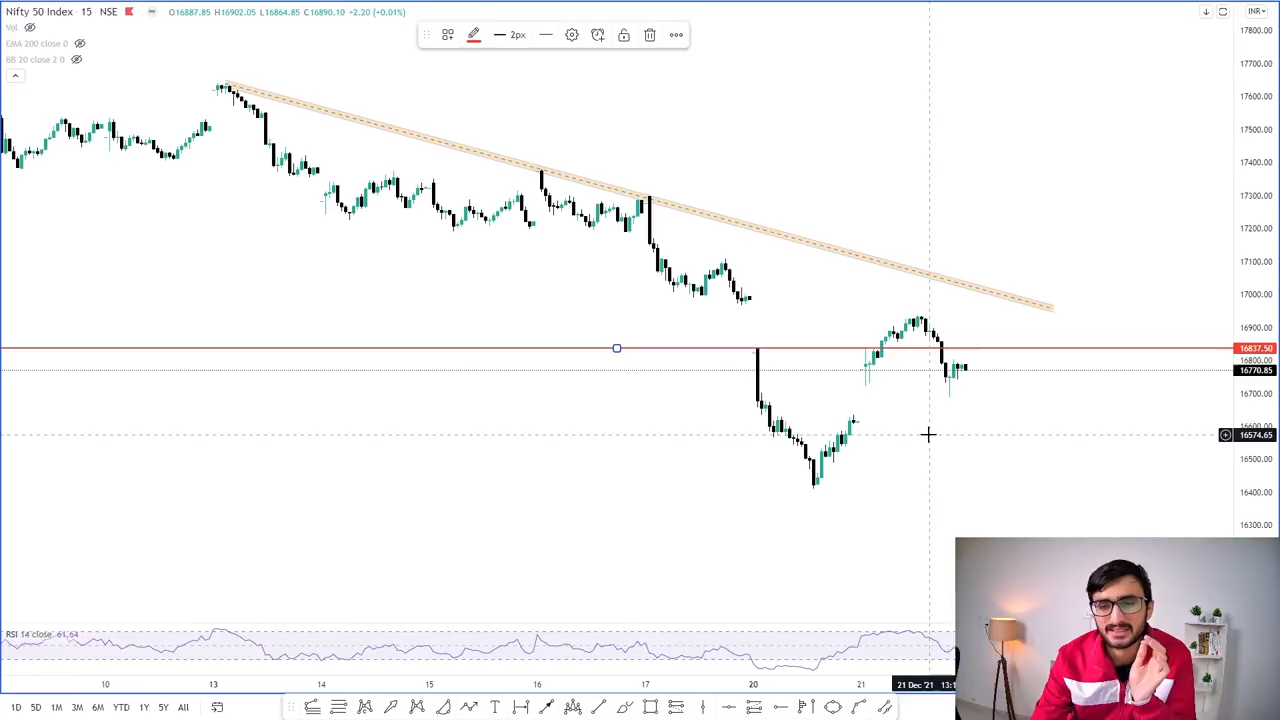 Nifty 50 Index · 15 · NSE O16887.85 H16902.05 L16864.85 C16890.10 +2.20 (+0.01%) INR
Vol
EMA 200 close 0
BB 20 close 2 0
2px
17800.00
17700.00
17600.00
17500.00
17400.00
17300.00
17200.00
17100.00
17000.00
16900.00
16837.50
16800.00
16770.85
16700.00
16600.00
16574.65
16500.00
16400.00
16300.00
RSI 14 close 61.64
10 13 14 15 16 17 20 21 21 Dec '21 13:1
1D 5D 1M 3M 6M YTD 1Y 5Y All